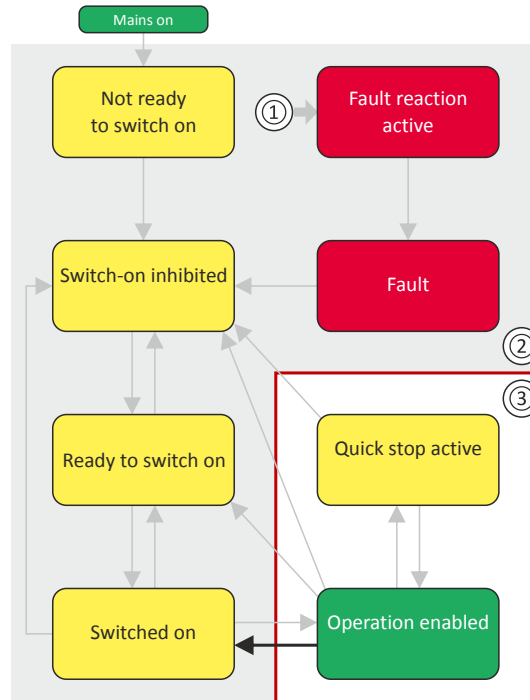 Mains on
Not ready
to switch on
①
Fault reaction
active
Switch-on inhibited
Fault
②
③
Ready to switch on
Quick stop active
Switched on
Operation enabled